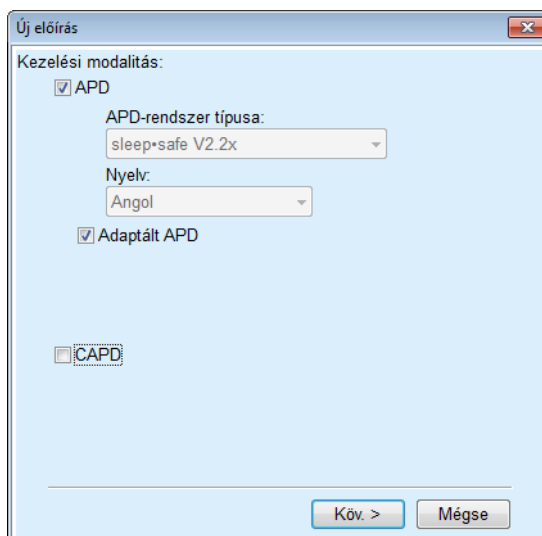 Új előírás
Kezelési modalitás:
APD
APD-rendszer típusa:
sleep•safe V2.2x
Nyelv:
Angol
Adaptált APD
CAPD
Köv. > Mégse